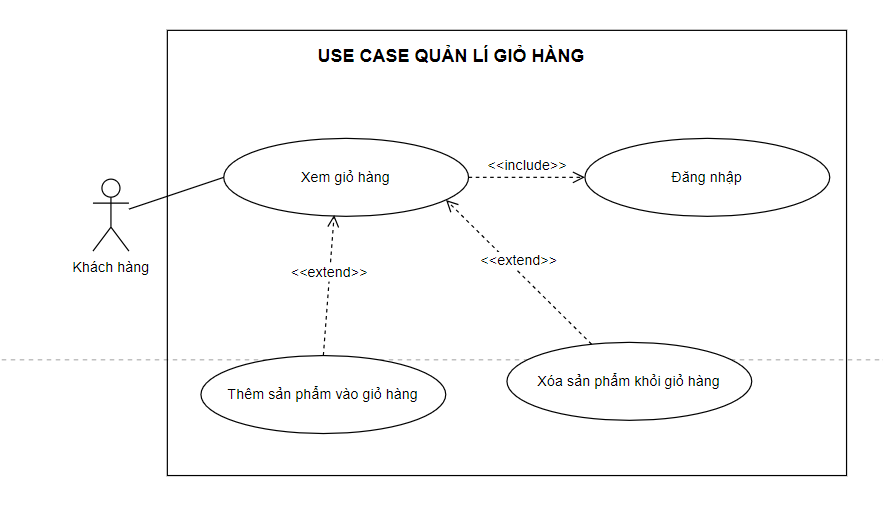 USE CASE QUẢN LÍ GIỎ HÀNG
Xem giỏ hàng
<<include>>
Đăng nhập
Khách hàng
<<extend>>
<<extend>>
Thêm sản phẩm vào giỏ hàng
Xóa sản phẩm khỏi giỏ hàng